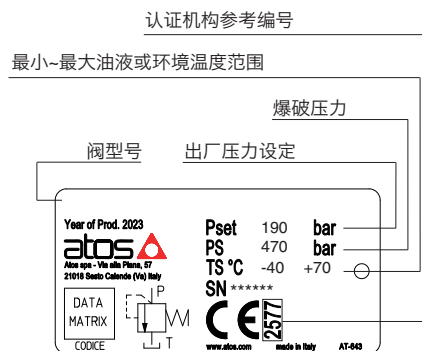 认证机构参考编号
最小~最大油液或环境温度范围
爆破压力
阀型号
出厂压力设定
Year of Prod. 2023
atos
Atos spa - Via alla Piana, 57
21018 Sesto Calende (Va) Italy
DATA
MATRIX
CODICE
P
T
Pset 190 bar
PS 470 bar
TS °C -40 +70
SN ******
CE 2577
www.atos.com made in Italy AT-643